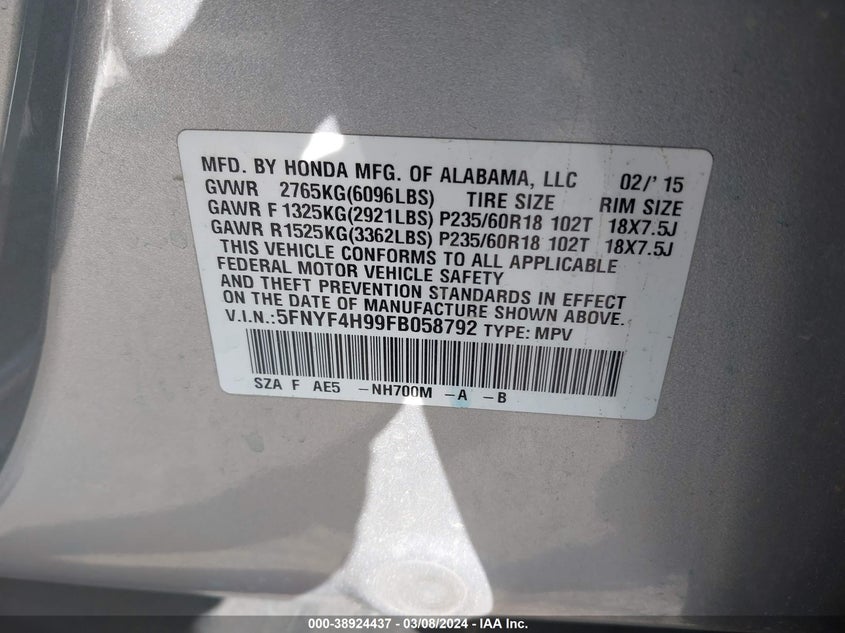 MFD. BY HONDA MFG. OF ALABAMA, LLC 02/' 15
GVWR 2765KG(6096LBS) TIRE SIZE RIM SIZE
GAWR F 1325KG(2921LBS) P235/60R18 102T 18X7.5J
GAWR R1525KG(3362LBS) P235/60R18 102T 18X7.5J
THIS VEHICLE CONFORMS TO ALL APPLICABLE
FEDERAL MOTOR VEHICLE SAFETY
AND THEFT PREVENTION STANDARDS IN EFFECT
ON THE DATE OF MANUFACTURE SHOWN ABOVE.
V.I.N.:5FNYF4H99FB058792 TYPE: MPV
SZA F AE5 -NH700M -A -B
000-38924437 - 03/08/2024 - IAA Inc.